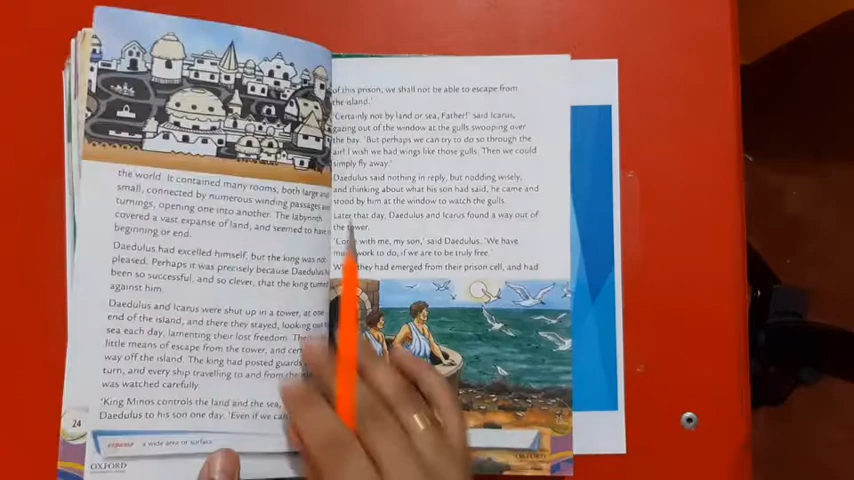 the world. It contained many rooms, both large and
small, connected by numerous winding passages and
turnings, opening one into another. The labyrinth
covered a vast expanse of land, and seemed to have
beginning or end.
Daedulus had excelled himself, but the king was not
pleased. Perhaps it was precisely because Daedulus
been so successful, and so clever, that the king turned
against him.
Daedulus and Icarus were shut up in a tower, at one
end of the island, and there they stayed, looking
sea each day, lamenting their lost freedom.
little means of escape from the tower, and
way off the island. The king had posted guards
turn, and every ship travelling to and from the
was watched carefully.
'King Minos controls the land and the sea,'
Daedulus to his son one day. 'Even if we can
24
expanse a wide area or surface
OXFORD
of this prison, we shall not be able to escape from
the island.'
'Certainly not by land or sea, Father!' said Icarus,
gazing out of the window at the gulls swooping over
the bay. 'But perhaps we can try to do so through the
air! I wish we had wings like those gulls. Then we could
simply fly away.'
Daedulus said nothing in reply, but nodding wisely,
and thinking about what his son had said, he came and
stood by him at the window to watch the gulls.
Later that day, Daedulus and Icarus found a way out of
the tower.
with me, my son,' said Daedulus. 'We have
work to do, if we are to be truly free.'
they had emerged from their prison cell, and had
OXFORD